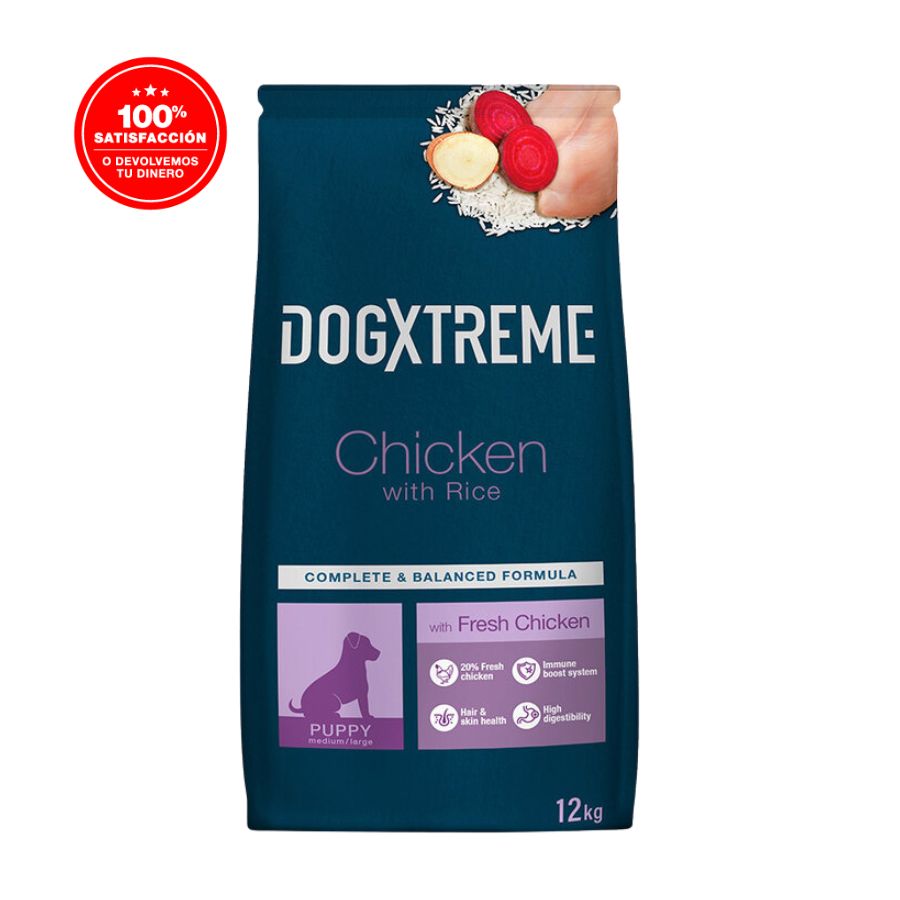 100%
SATISFACCIÓN
O DEVOLVEMOS
TU DINERO
DOGXTREME
Chicken
with Rice
COMPLETE & BALANCED FORMULA
PUPPY
medium/large
with Fresh Chicken
20% Fresh
chicken
Immune
boost system
Hair &
skin health
High
digestibility
12kg